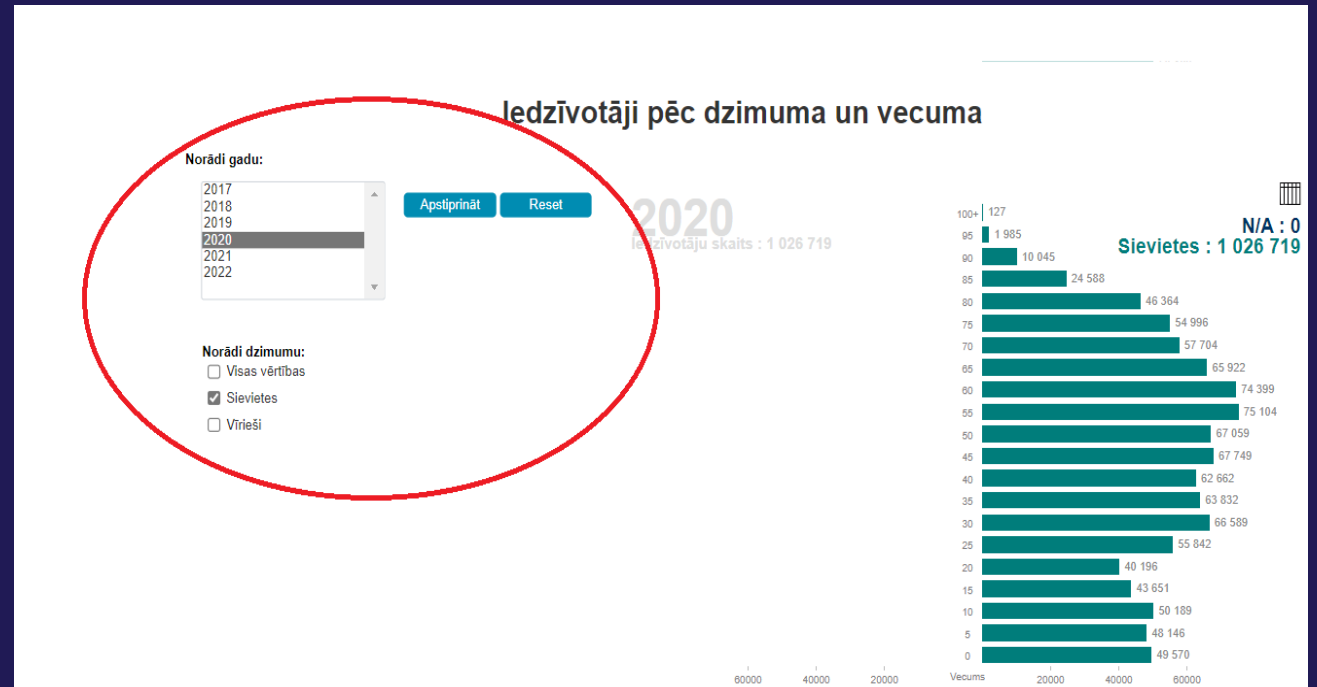 Iedzīvotāji pēc dzimuma un vecuma
Norādi gadu:
2017
2018
2019
2020
2021
2022
Apstiprināt Reset
Norādi dzimumu:
Visas vērtības
Sievietes
Vīrieši
2020
Iedzīvotāju skaits : 1 026 719
N/A : 0
Sievietes : 1 026 719
100+ 127
95 1 985
90 10 045
85 24 588
80 46 364
75 54 996
70 57 704
65 65 922
60 74 399
55 75 104
50 67 059
45 67 749
40 62 662
35 63 832
30 66 589
25 55 842
20 40 196
15 43 651
10 50 189
5 48 146
0 49 570
60000 40000 20000 Vecums 20000 40000 60000